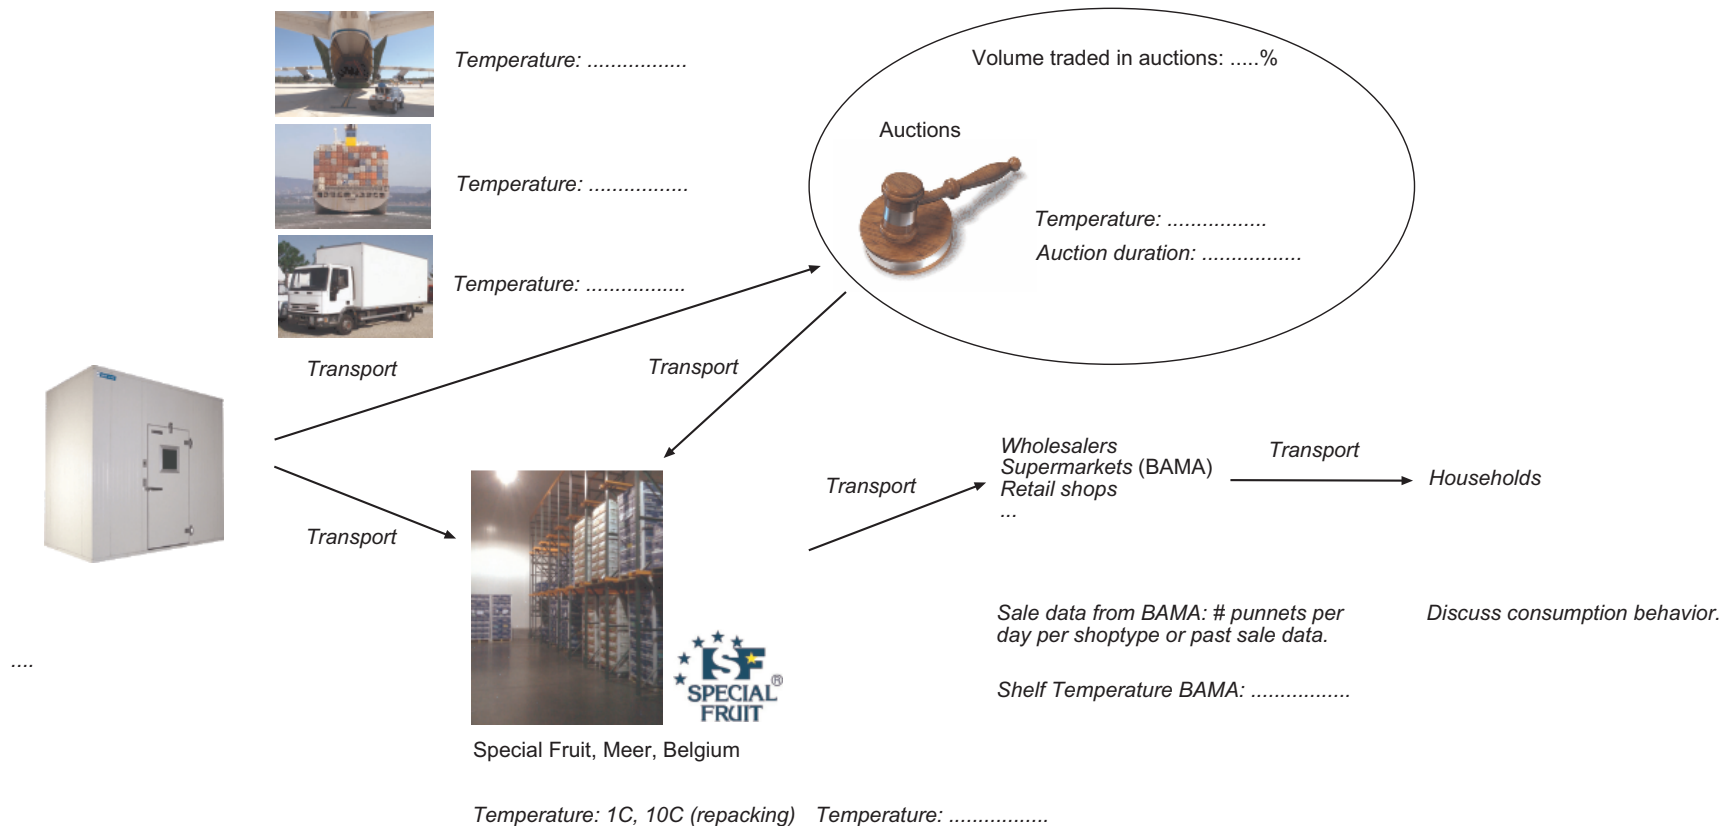 Temperature: .................
Volume traded in auctions: .....%
Auctions
Temperature: .................
Temperature: .................
Auction duration: .................
Temperature: .................
Transport
Transport
Wholesalers
Supermarkets (BAMA)
Retail shops
...
Transport
Households
Transport
Transport
Sale data from BAMA: # punnets per
day per shoptype or past sale data.
Discuss consumption behavior.
....
ISF
SPECIAL
FRUIT
®
Shelf Temperature BAMA: .................
Special Fruit, Meer, Belgium
Temperature: 1C, 10C (repacking)
Temperature: .................